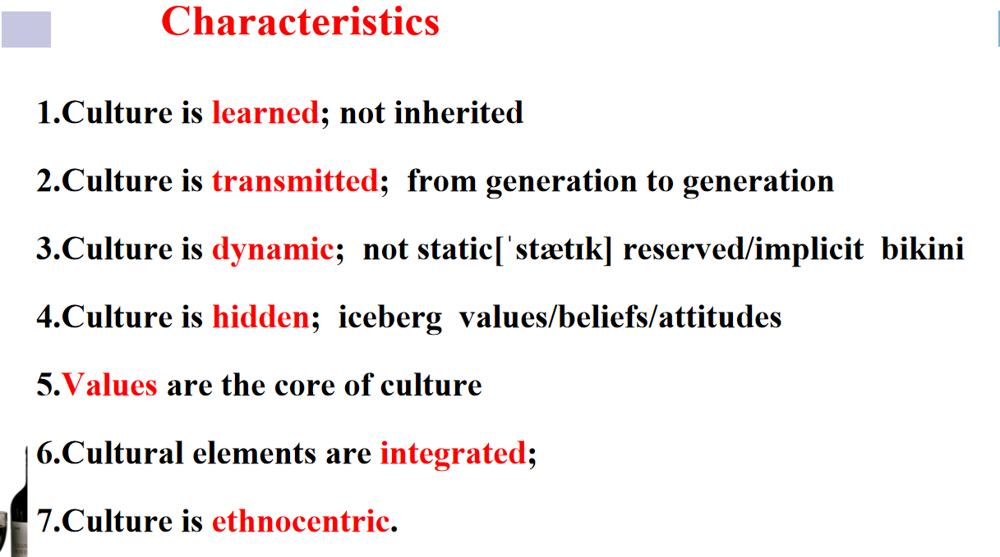 Characteristics
1.Culture is learned; not inherited
2.Culture is transmitted;  from generation to generation
3.Culture is dynamic;  not static[ˈstætɪk] reserved/implicit  bikini
4.Culture is hidden;  iceberg  values/beliefs/attitudes
5.Values are the core of culture
6.Cultural elements are integrated;
7.Culture is ethnocentric.